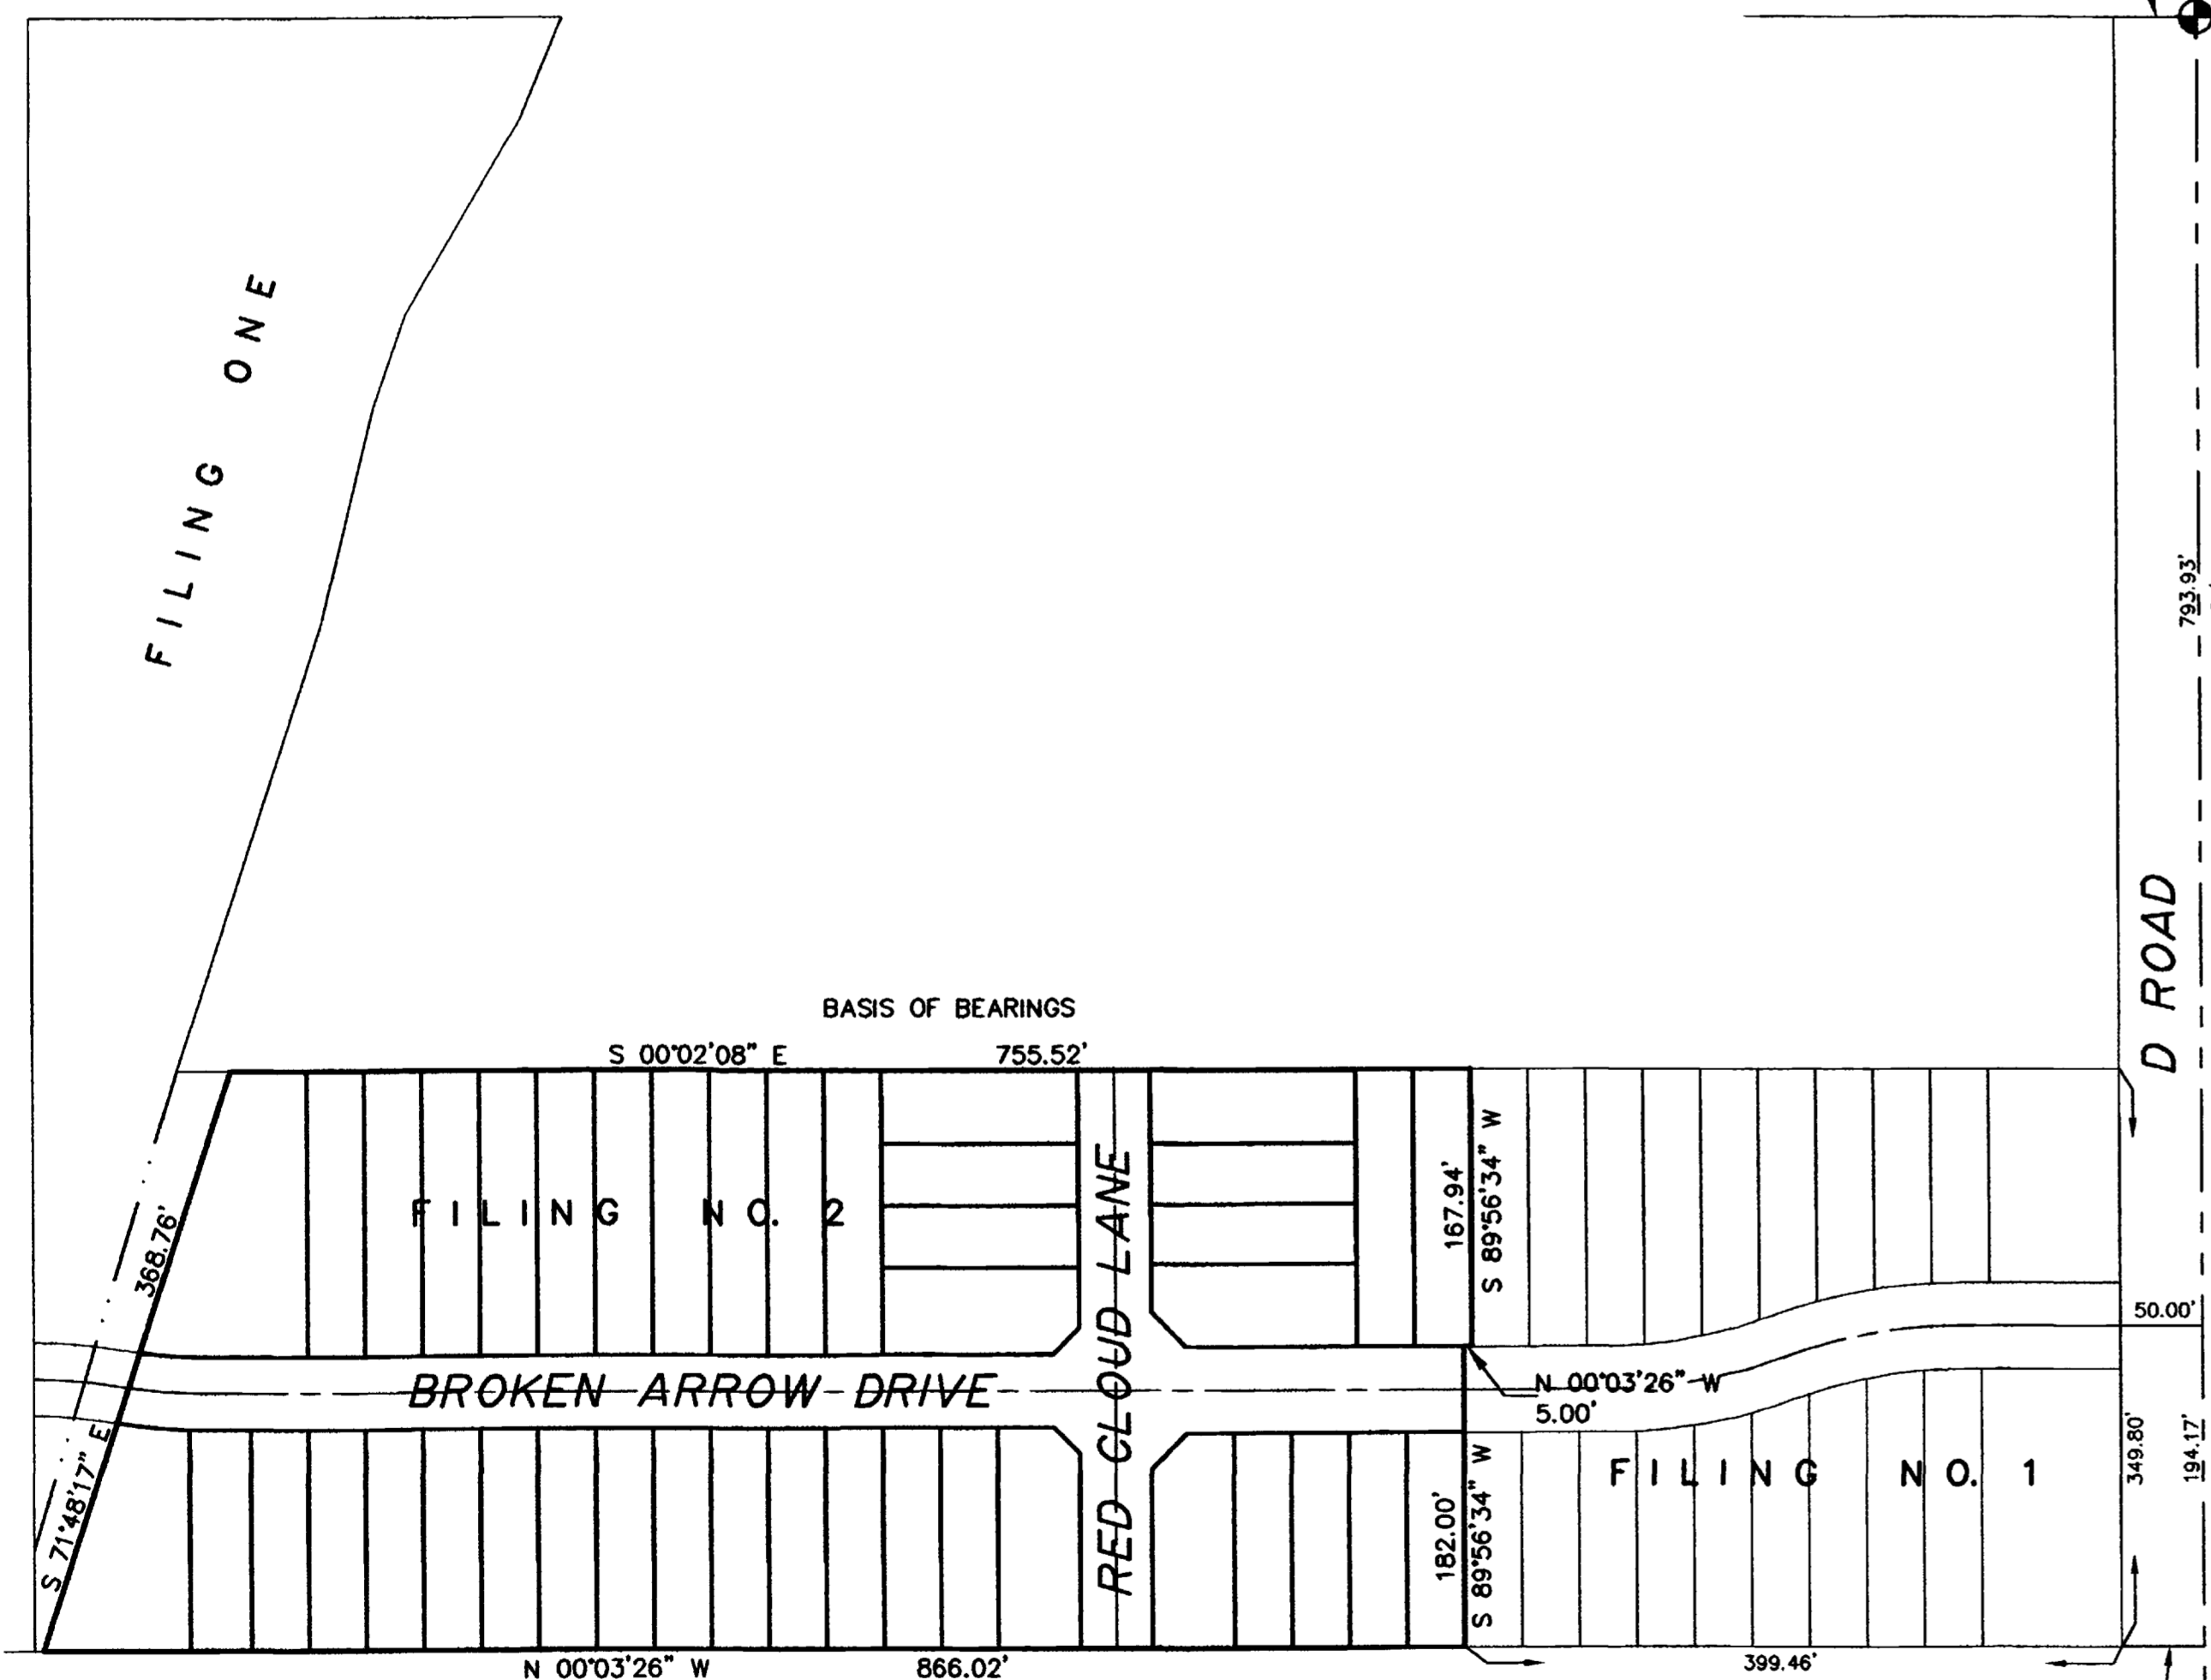 FILING ONE
793.93'
D ROAD
BASIS OF BEARINGS
S 00°02'08" E 755.52'
FILING NO. 2
RED CLOUD LANE
167.94'
S 89°56'34" W
368.76'
S 71°48'17" E
50.00'
BROKEN ARROW DRIVE
N 00°03'26" W
5.00'
182.00'
S 89°56'34" W
FILING NO. 1
349.80'
194.17'
N 00°03'26" W 866.02'
399.46'